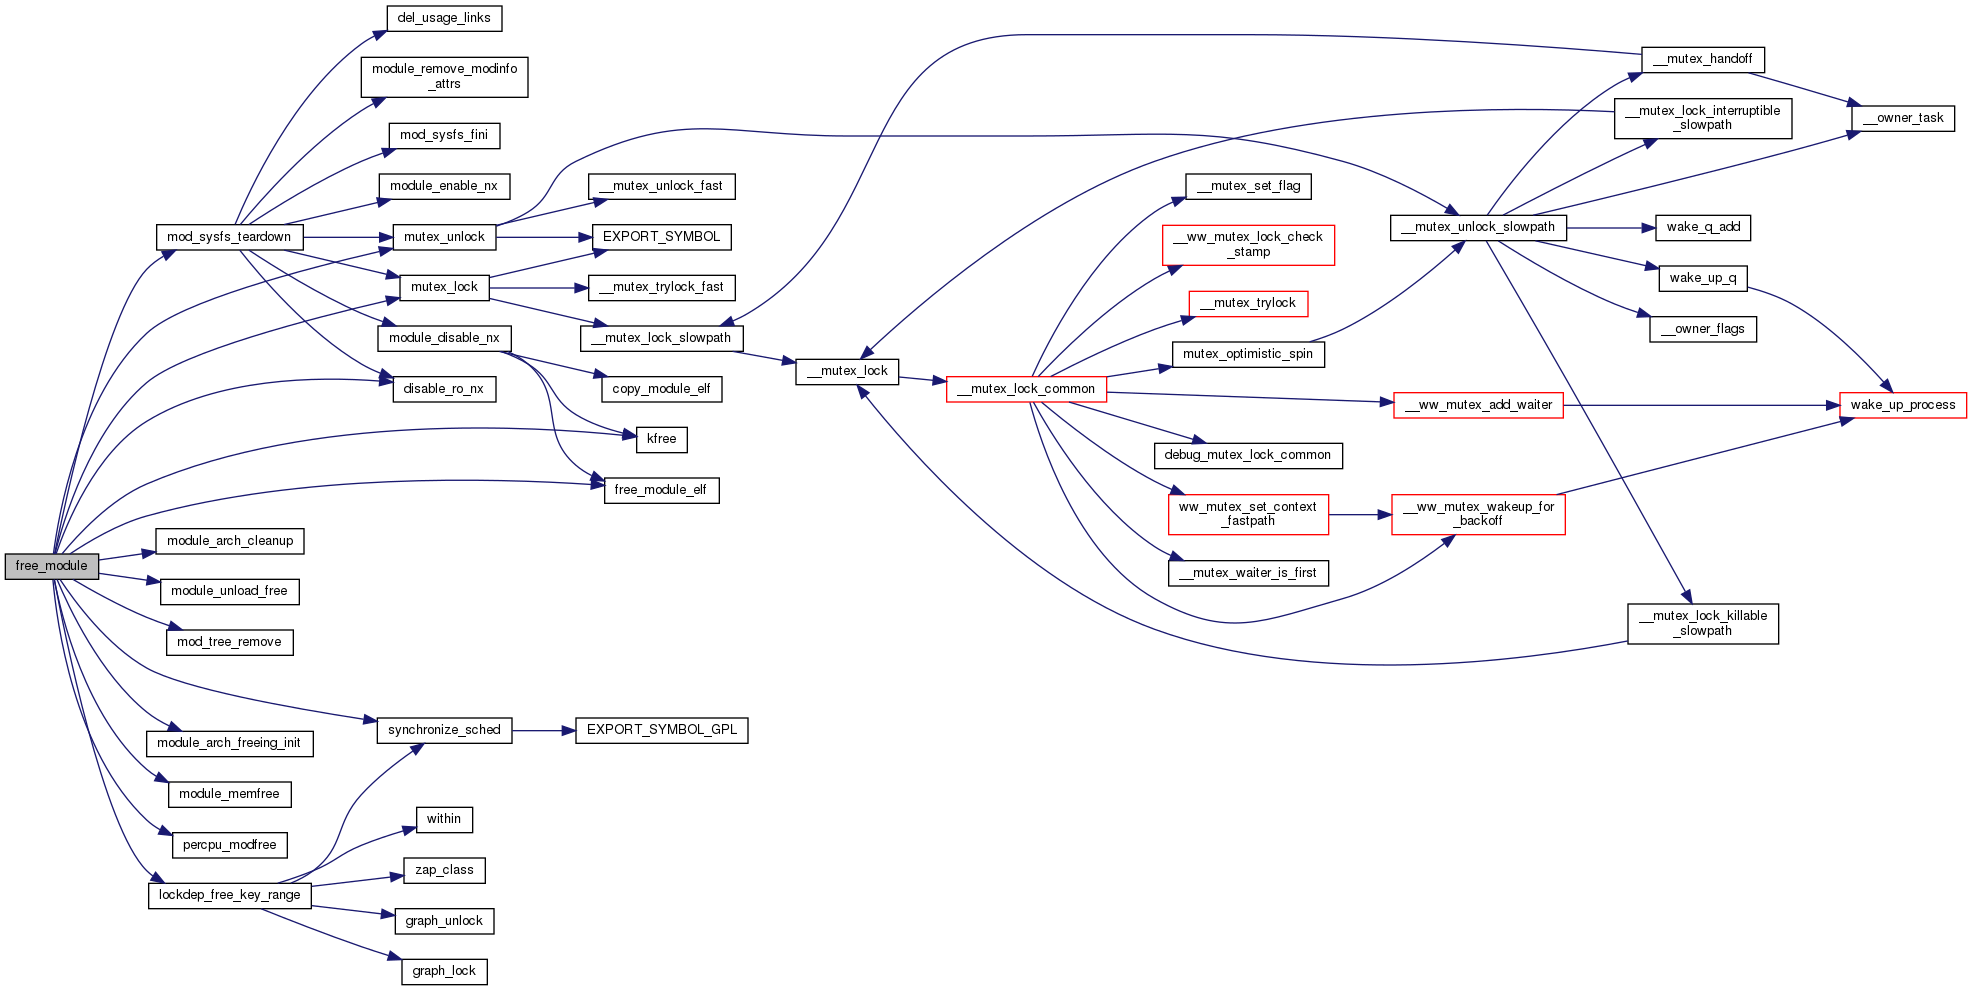 del_usage_links
module_remove_modinfo
_attrs
mod_sysfs_fini
module_enable_nx
mod_sysfs_teardown
mutex_unlock
mutex_lock
module_disable_nx
disable_ro_nx
__mutex_unlock_fast
EXPORT_SYMBOL
__mutex_trylock_fast
__mutex_lock_slowpath
copy_module_elf
kfree
free_module_elf
free_module
module_arch_cleanup
module_unload_free
mod_tree_remove
synchronize_sched
EXPORT_SYMBOL_GPL
module_arch_freeing_init
module_memfree
percpu_modfree
lockdep_free_key_range
within
zap_class
graph_unlock
graph_lock
__mutex_lock
__mutex_lock_common
__mutex_set_flag
__ww_mutex_lock_check
_stamp
__mutex_trylock
mutex_optimistic_spin
debug_mutex_lock_common
ww_mutex_set_context
_fastpath
__mutex_waiter_is_first
__mutex_unlock_slowpath
__ww_mutex_add_waiter
__ww_mutex_wakeup_for
_backoff
__mutex_handoff
__mutex_lock_interruptible
_slowpath
__owner_task
wake_q_add
wake_up_q
__owner_flags
wake_up_process
__mutex_lock_killable
_slowpath